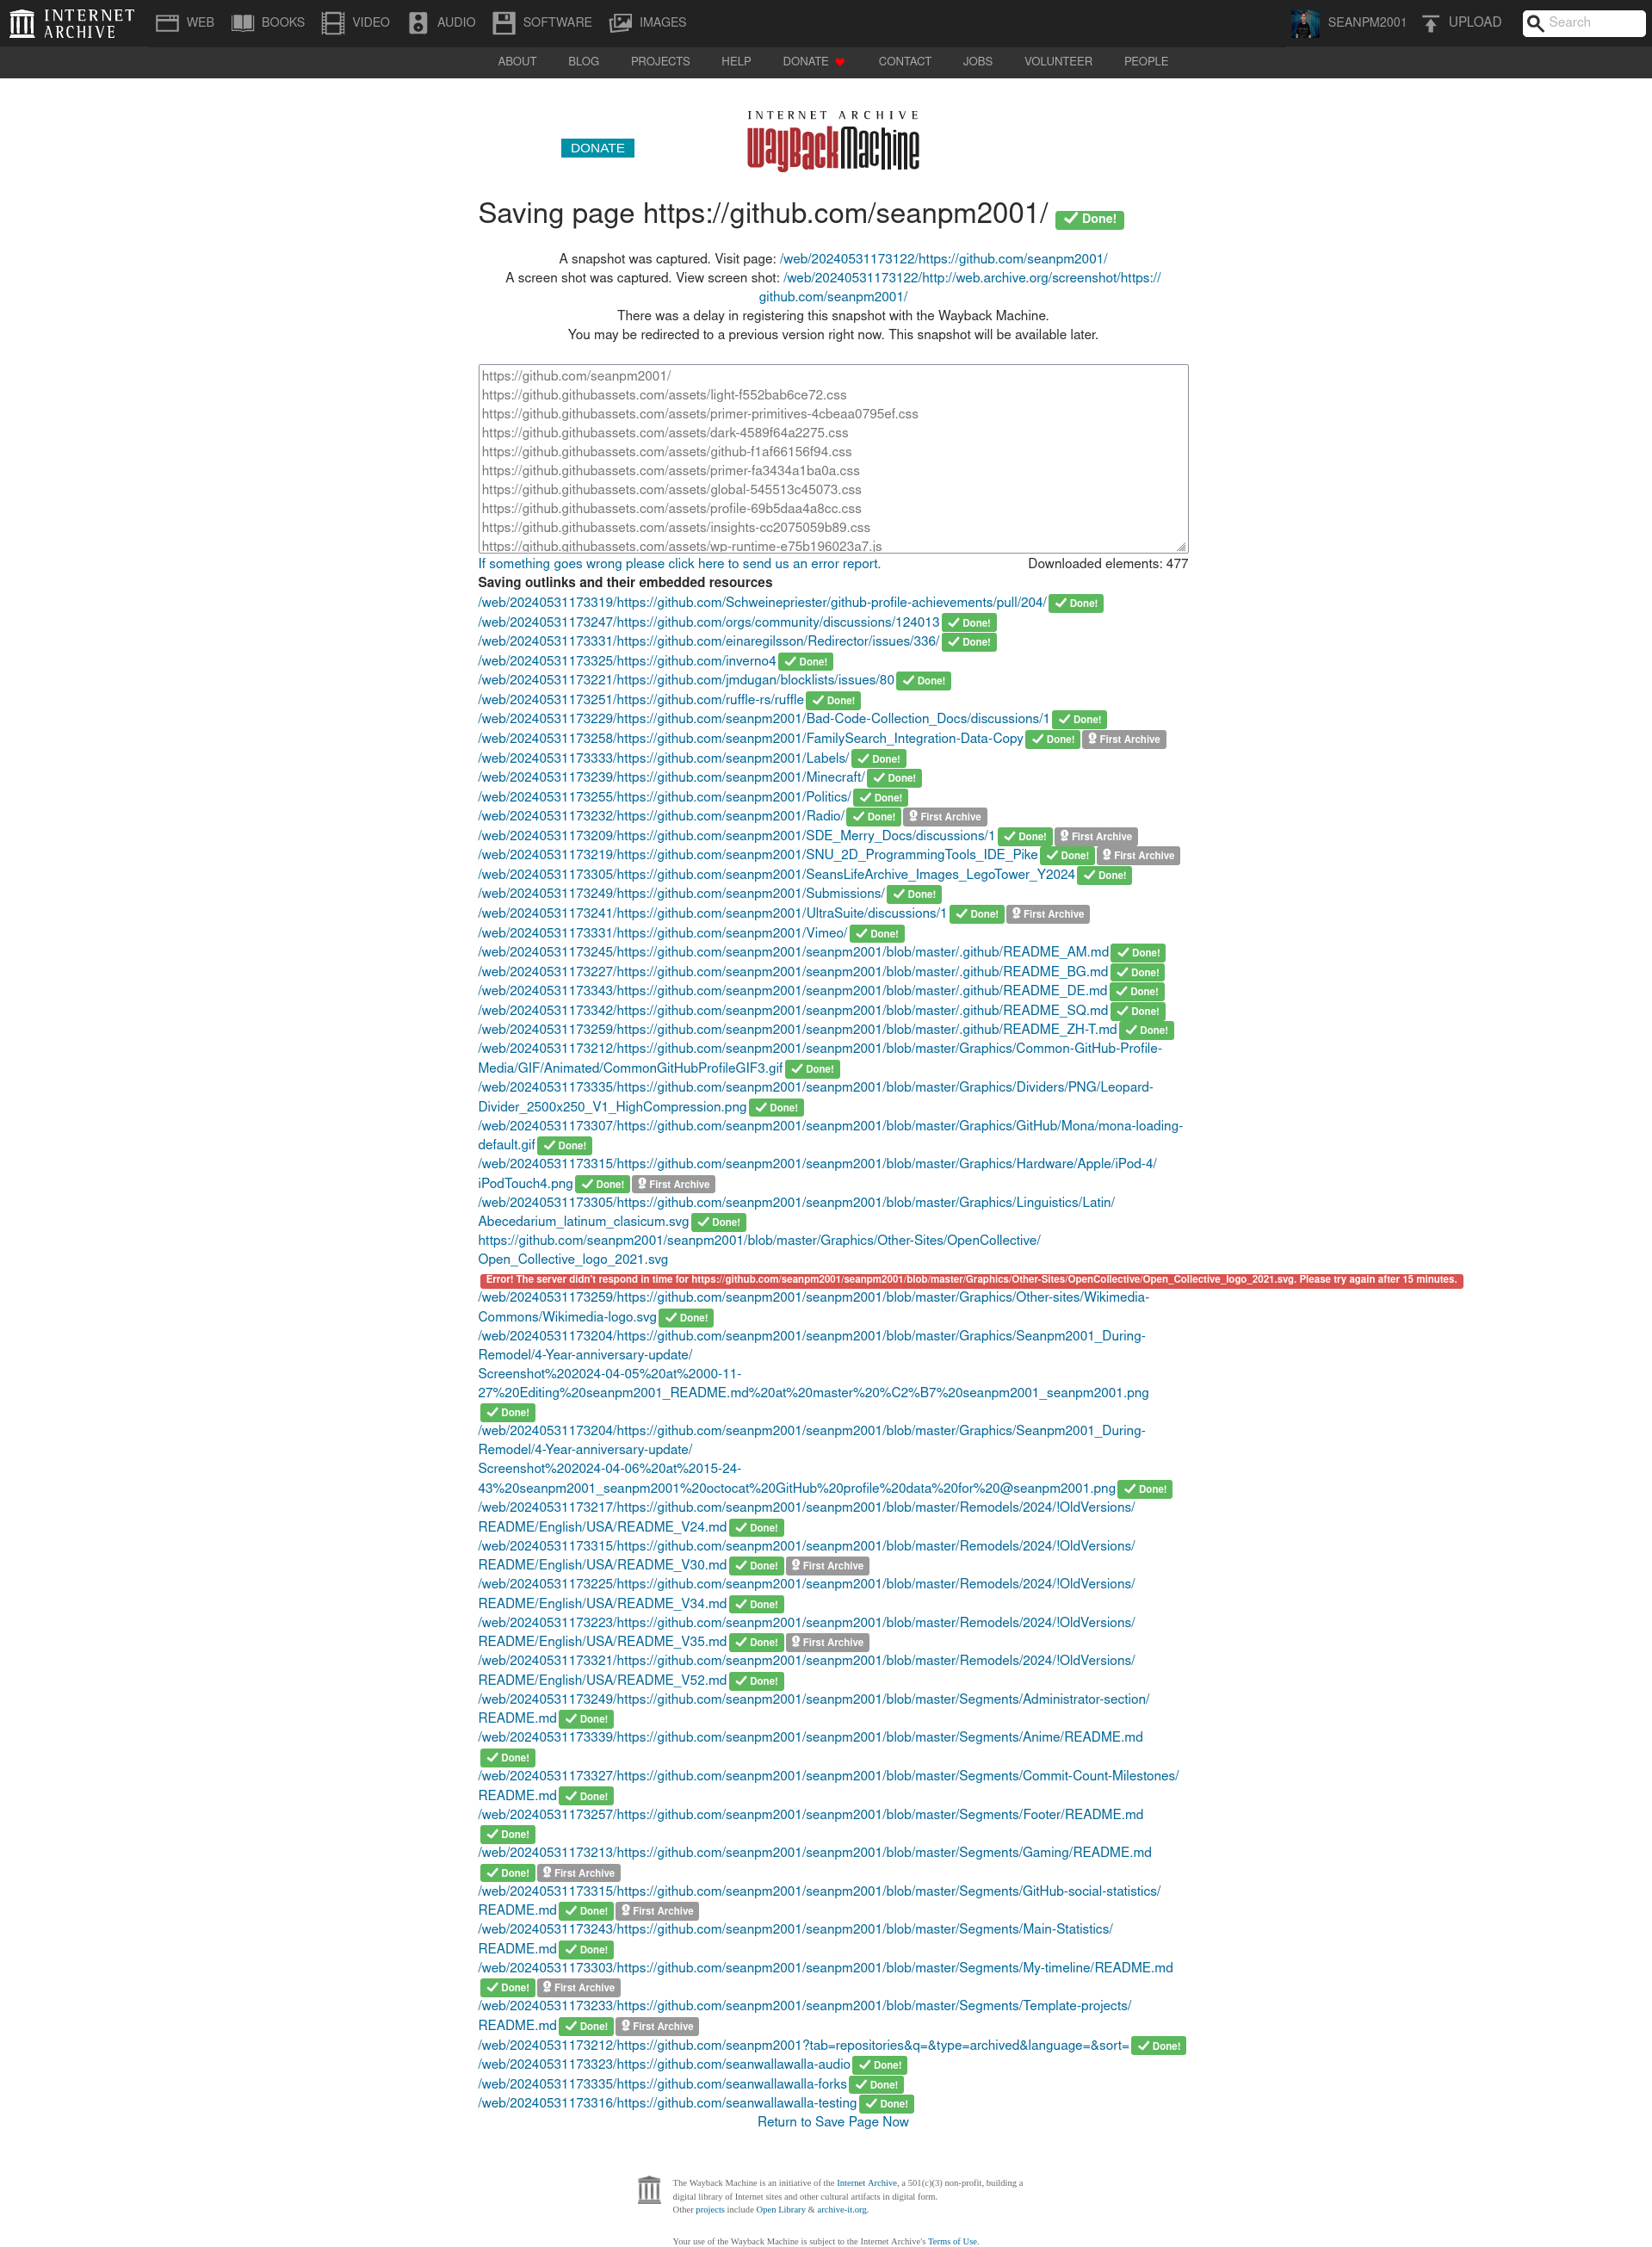 INTERNET ARCHIVE
WEB BOOKS VIDEO AUDIO SOFTWARE IMAGES SEANPM2001 UPLOAD Search
ABOUT BLOG PROJECTS HELP DONATE CONTACT JOBS VOLUNTEER PEOPLE
INTERNET ARCHIVE
WayBackMachine
DONATE
Saving page https://github.com/seanpm2001/ Done!
A snapshot was captured. Visit page: /web/20240531173122/https://github.com/seanpm2001/
A screen shot was captured. View screen shot: /web/20240531173122/http://web.archive.org/screenshot/https://
github.com/seanpm2001/
There was a delay in registering this snapshot with the Wayback Machine.
You may be redirected to a previous version right now. This snapshot will be available later.
https://github.com/seanpm2001/
https://github.githubassets.com/assets/light-f552bab6ce72.css
https://github.githubassets.com/assets/primer-primitives-4cbeaa0795ef.css
https://github.githubassets.com/assets/dark-4589f64a2275.css
https://github.githubassets.com/assets/github-f1af66156f94.css
https://github.githubassets.com/assets/primer-fa3434a1ba0a.css
https://github.githubassets.com/assets/global-545513c45073.css
https://github.githubassets.com/assets/profile-69b5daa4a8cc.css
https://github.githubassets.com/assets/insights-cc2075059b89.css
https://github.githubassets.com/assets/wp-runtime-e75b196023a7.js
If something goes wrong please click here to send us an error report. Downloaded elements: 477
Saving outlinks and their embedded resources
/web/20240531173319/https://github.com/Schweinepriester/github-profile-achievements/pull/204/ Done!
/web/20240531173247/https://github.com/orgs/community/discussions/124013 Done!
/web/20240531173331/https://github.com/einaregilsson/Redirector/issues/336/ Done!
/web/20240531173325/https://github.com/inverno4 Done!
/web/20240531173221/https://github.com/jmdugan/blocklists/issues/80 Done!
/web/20240531173251/https://github.com/ruffle-rs/ruffle Done!
/web/20240531173229/https://github.com/seanpm2001/Bad-Code-Collection_Docs/discussions/1 Done!
/web/20240531173258/https://github.com/seanpm2001/FamilySearch_Integration-Data-Copy Done! First Archive
/web/20240531173333/https://github.com/seanpm2001/Labels/ Done!
/web/20240531173239/https://github.com/seanpm2001/Minecraft/ Done!
/web/20240531173255/https://github.com/seanpm2001/Politics/ Done!
/web/20240531173232/https://github.com/seanpm2001/Radio/ Done! First Archive
/web/20240531173209/https://github.com/seanpm2001/SDE_Merry_Docs/discussions/1 Done! First Archive
/web/20240531173219/https://github.com/seanpm2001/SNU_2D_ProgrammingTools_IDE_Pike Done! First Archive
/web/20240531173305/https://github.com/seanpm2001/SeansLifeArchive_Images_LegoTower_Y2024 Done!
/web/20240531173249/https://github.com/seanpm2001/Submissions/ Done!
/web/20240531173241/https://github.com/seanpm2001/UltraSuite/discussions/1 Done! First Archive
/web/20240531173331/https://github.com/seanpm2001/Vimeo/ Done!
/web/20240531173245/https://github.com/seanpm2001/seanpm2001/blob/master/.github/README_AM.md Done!
/web/20240531173227/https://github.com/seanpm2001/seanpm2001/blob/master/.github/README_BG.md Done!
/web/20240531173343/https://github.com/seanpm2001/seanpm2001/blob/master/.github/README_DE.md Done!
/web/20240531173342/https://github.com/seanpm2001/seanpm2001/blob/master/.github/README_SQ.md Done!
/web/20240531173259/https://github.com/seanpm2001/seanpm2001/blob/master/.github/README_ZH-T.md Done!
/web/20240531173212/https://github.com/seanpm2001/seanpm2001/blob/master/Graphics/Common-GitHub-Profile-
Media/GIF/Animated/CommonGitHubProfileGIF3.gif Done!
/web/20240531173335/https://github.com/seanpm2001/seanpm2001/blob/master/Graphics/Dividers/PNG/Leopard-
Divider_2500x250_V1_HighCompression.png Done!
/web/20240531173307/https://github.com/seanpm2001/seanpm2001/blob/master/Graphics/GitHub/Mona/mona-loading-
default.gif Done!
/web/20240531173315/https://github.com/seanpm2001/seanpm2001/blob/master/Graphics/Hardware/Apple/iPod-4/
iPodTouch4.png Done! First Archive
/web/20240531173305/https://github.com/seanpm2001/seanpm2001/blob/master/Graphics/Linguistics/Latin/
Abecedarium_latinum_clasicum.svg Done!
https://github.com/seanpm2001/seanpm2001/blob/master/Graphics/Other-Sites/OpenCollective/
Open_Collective_logo_2021.svg
Error! The server didn't respond in time for https://github.com/seanpm2001/seanpm2001/blob/master/Graphics/Other-Sites/OpenCollective/Open_Collective_logo_2021.svg. Please try again after 15 minutes.
/web/20240531173259/https://github.com/seanpm2001/seanpm2001/blob/master/Graphics/Other-sites/Wikimedia-
Commons/Wikimedia-logo.svg Done!
/web/20240531173204/https://github.com/seanpm2001/seanpm2001/blob/master/Graphics/Seanpm2001_During-
Remodel/4-Year-anniversary-update/
Screenshot%202024-04-05%20at%2000-11-
27%20Editing%20seanpm2001_README.md%20at%20master%20%C2%B7%20seanpm2001_seanpm2001.png
Done!
/web/20240531173204/https://github.com/seanpm2001/seanpm2001/blob/master/Graphics/Seanpm2001_During-
Remodel/4-Year-anniversary-update/
Screenshot%202024-04-06%20at%2015-24-
43%20seanpm2001_seanpm2001%20octocat%20GitHub%20profile%20data%20for%20@seanpm2001.png Done!
/web/20240531173217/https://github.com/seanpm2001/seanpm2001/blob/master/Remodels/2024/!OldVersions/
README/English/USA/README_V24.md Done!
/web/20240531173315/https://github.com/seanpm2001/seanpm2001/blob/master/Remodels/2024/!OldVersions/
README/English/USA/README_V30.md Done! First Archive
/web/20240531173225/https://github.com/seanpm2001/seanpm2001/blob/master/Remodels/2024/!OldVersions/
README/English/USA/README_V34.md Done!
/web/20240531173223/https://github.com/seanpm2001/seanpm2001/blob/master/Remodels/2024/!OldVersions/
README/English/USA/README_V35.md Done! First Archive
/web/20240531173321/https://github.com/seanpm2001/seanpm2001/blob/master/Remodels/2024/!OldVersions/
README/English/USA/README_V52.md Done!
/web/20240531173249/https://github.com/seanpm2001/seanpm2001/blob/master/Segments/Administrator-section/
README.md Done!
/web/20240531173339/https://github.com/seanpm2001/seanpm2001/blob/master/Segments/Anime/README.md
Done!
/web/20240531173327/https://github.com/seanpm2001/seanpm2001/blob/master/Segments/Commit-Count-Milestones/
README.md Done!
/web/20240531173257/https://github.com/seanpm2001/seanpm2001/blob/master/Segments/Footer/README.md
Done!
/web/20240531173213/https://github.com/seanpm2001/seanpm2001/blob/master/Segments/Gaming/README.md
Done! First Archive
/web/20240531173315/https://github.com/seanpm2001/seanpm2001/blob/master/Segments/GitHub-social-statistics/
README.md Done! First Archive
/web/20240531173243/https://github.com/seanpm2001/seanpm2001/blob/master/Segments/Main-Statistics/
README.md Done!
/web/20240531173303/https://github.com/seanpm2001/seanpm2001/blob/master/Segments/My-timeline/README.md
Done! First Archive
/web/20240531173233/https://github.com/seanpm2001/seanpm2001/blob/master/Segments/Template-projects/
README.md Done! First Archive
/web/20240531173212/https://github.com/seanpm2001?tab=repositories&q=&type=archived&language=&sort= Done!
/web/20240531173323/https://github.com/seanwallawalla-audio Done!
/web/20240531173335/https://github.com/seanwallawalla-forks Done!
/web/20240531173316/https://github.com/seanwallawalla-testing Done!
Return to Save Page Now
The Wayback Machine is an initiative of the Internet Archive, a 501(c)(3) non-profit, building a
digital library of Internet sites and other cultural artifacts in digital form.
Other projects include Open Library & archive-it.org.
Your use of the Wayback Machine is subject to the Internet Archive's Terms of Use.